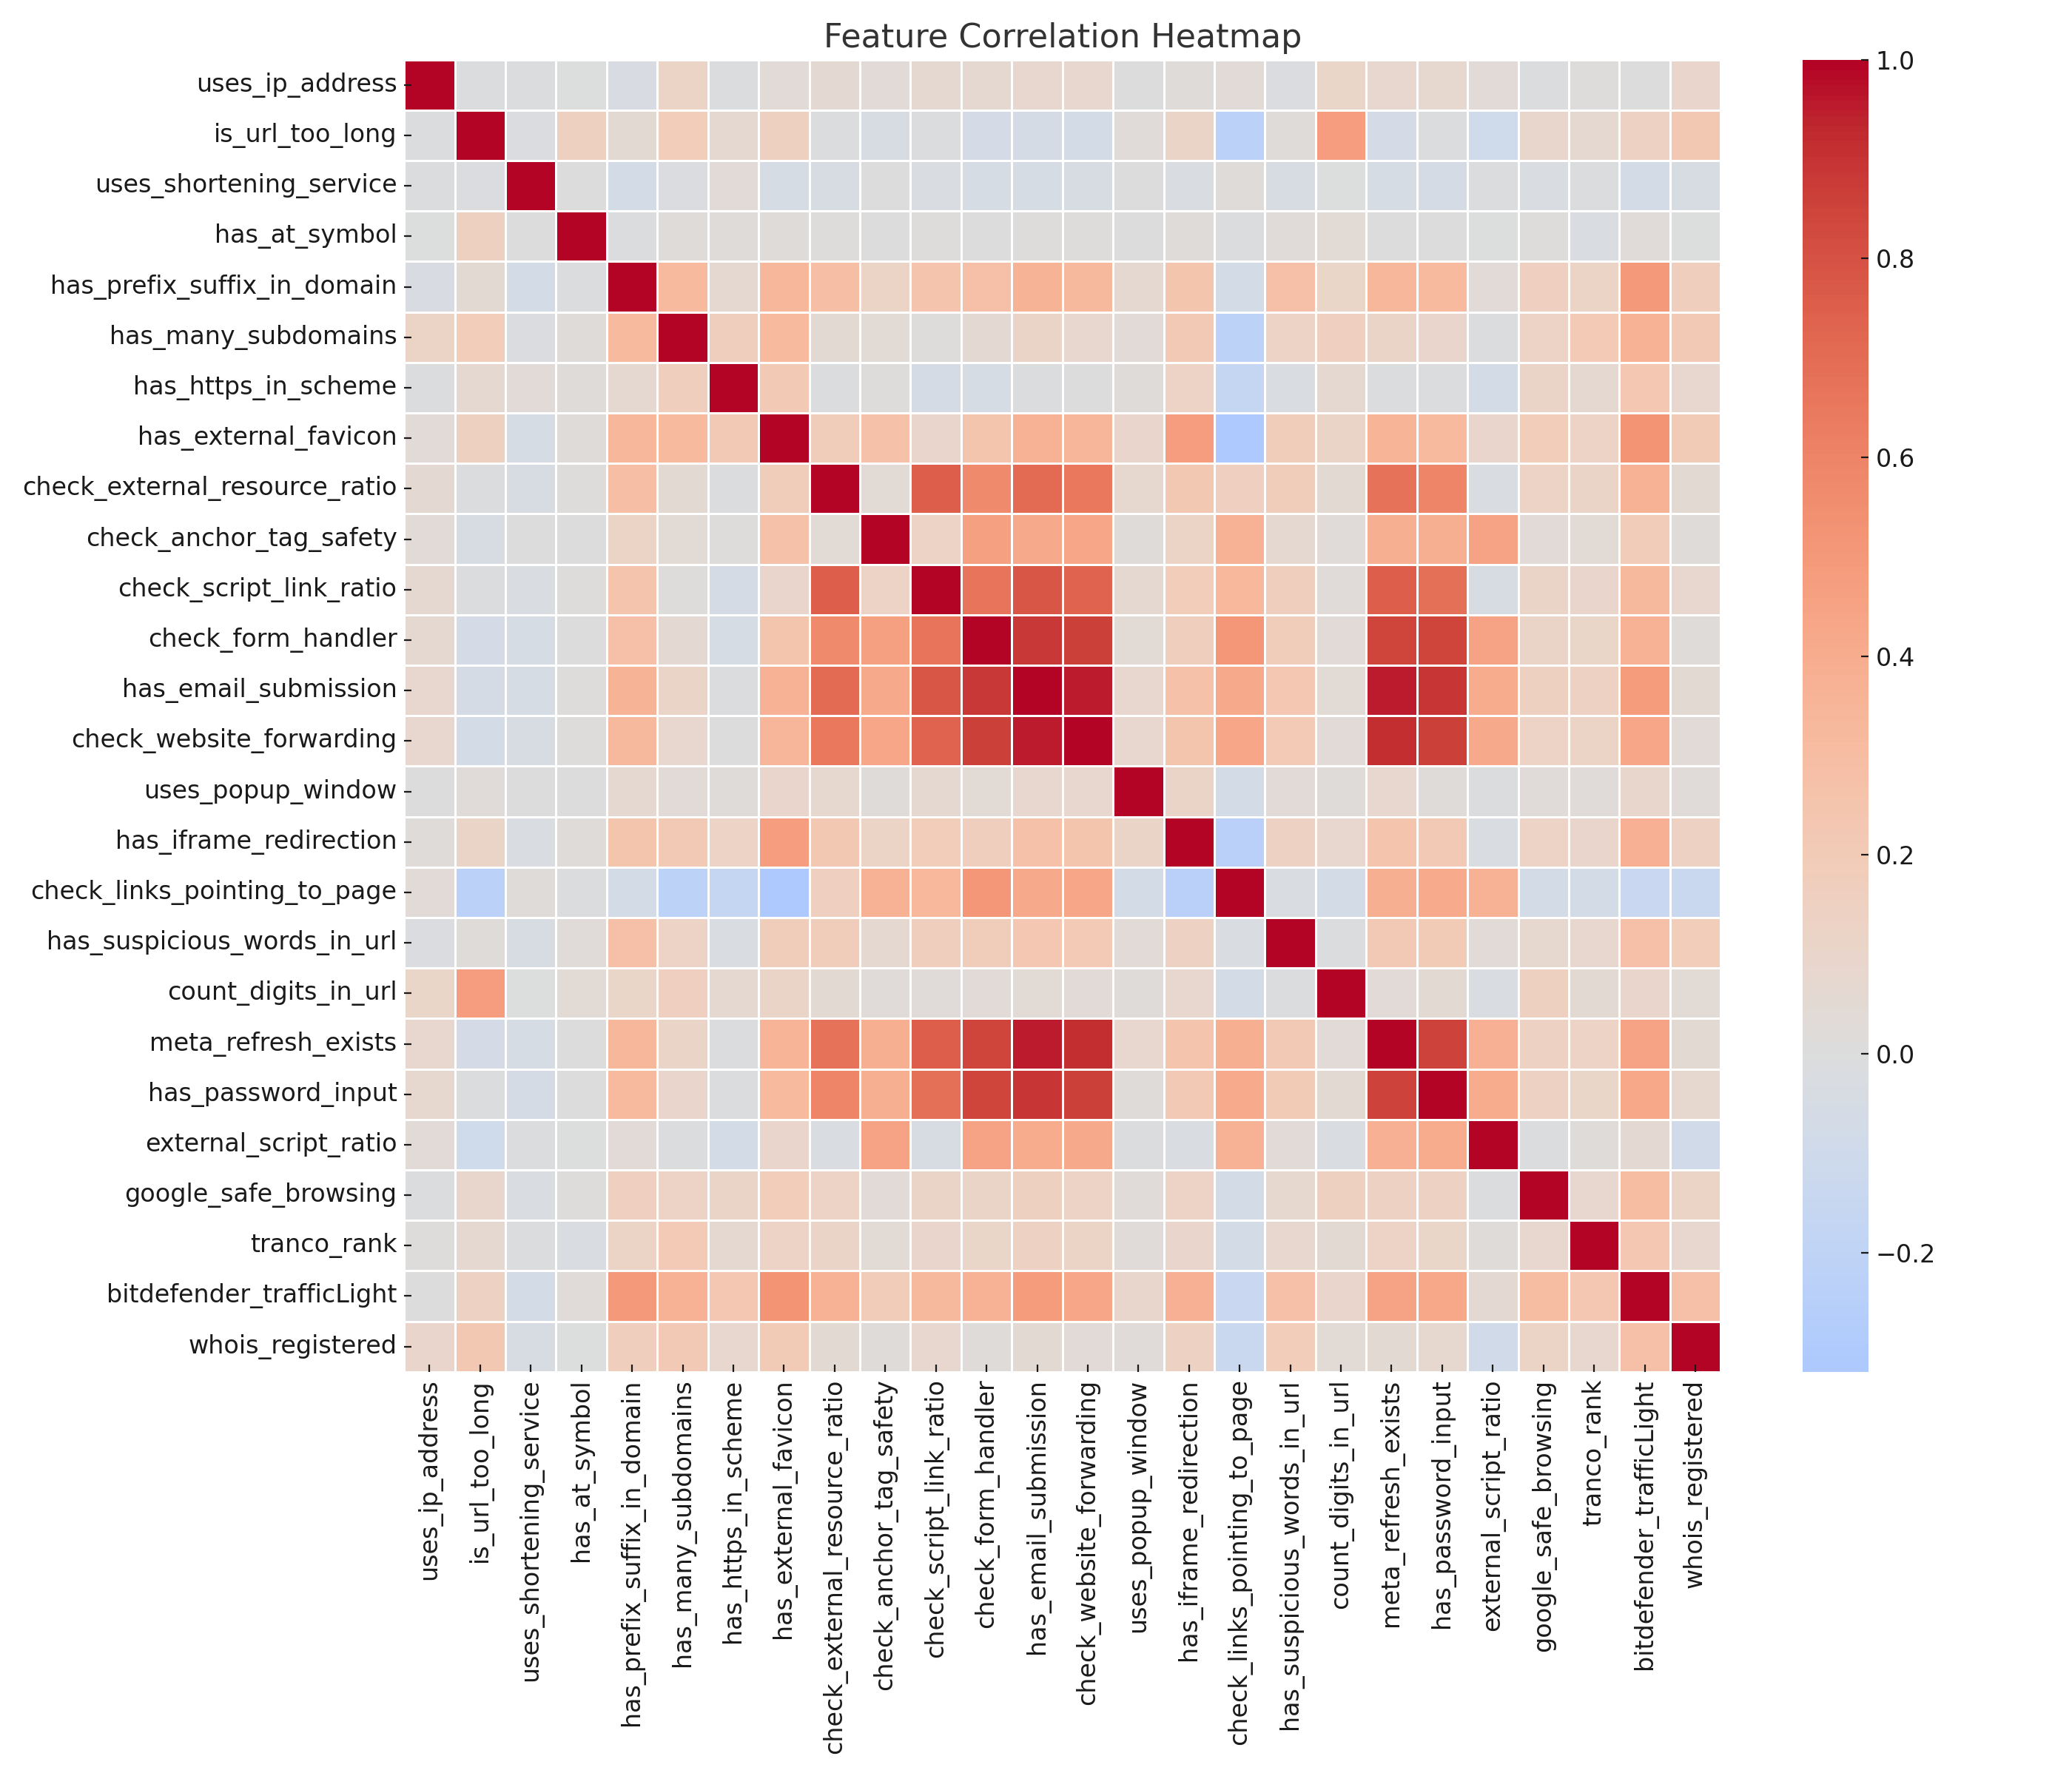 Feature Correlation Heatmap
uses_ip_address
is_url_too_long
uses_shortening_service
has_at_symbol
has_prefix_suffix_in_domain
has_many_subdomains
has_https_in_scheme
has_external_favicon
check_external_resource_ratio
check_anchor_tag_safety
check_script_link_ratio
check_form_handler
has_email_submission
check_website_forwarding
uses_popup_window
has_iframe_redirection
check_links_pointing_to_page
has_suspicious_words_in_url
count_digits_in_url
meta_refresh_exists
has_password_input
external_script_ratio
google_safe_browsing
tranco_rank
bitdefender_trafficLight
whois_registered
uses_ip_address
is_url_too_long
uses_shortening_service
has_at_symbol
has_prefix_suffix_in_domain
has_many_subdomains
has_https_in_scheme
has_external_favicon
check_external_resource_ratio
check_anchor_tag_safety
check_script_link_ratio
check_form_handler
has_email_submission
check_website_forwarding
uses_popup_window
has_iframe_redirection
check_links_pointing_to_page
has_suspicious_words_in_url
count_digits_in_url
meta_refresh_exists
has_password_input
external_script_ratio
google_safe_browsing
tranco_rank
bitdefender_trafficLight
whois_registered
1.0
0.8
0.6
0.4
0.2
0.0
−0.2